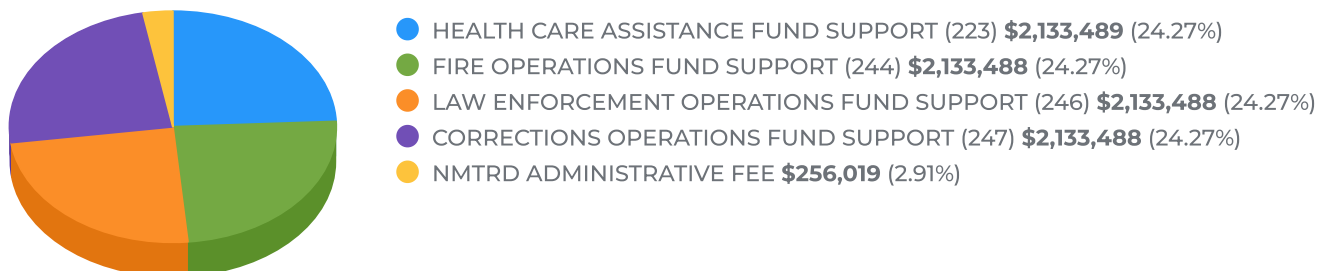 HEALTH CARE ASSISTANCE FUND SUPPORT (223) $2,133,489 (24.27%)
FIRE OPERATIONS FUND SUPPORT (244) $2,133,488 (24.27%)
LAW ENFORCEMENT OPERATIONS FUND SUPPORT (246) $2,133,488 (24.27%)
CORRECTIONS OPERATIONS FUND SUPPORT (247) $2,133,488 (24.27%)
NMTRD ADMINISTRATIVE FEE $256,019 (2.91%)